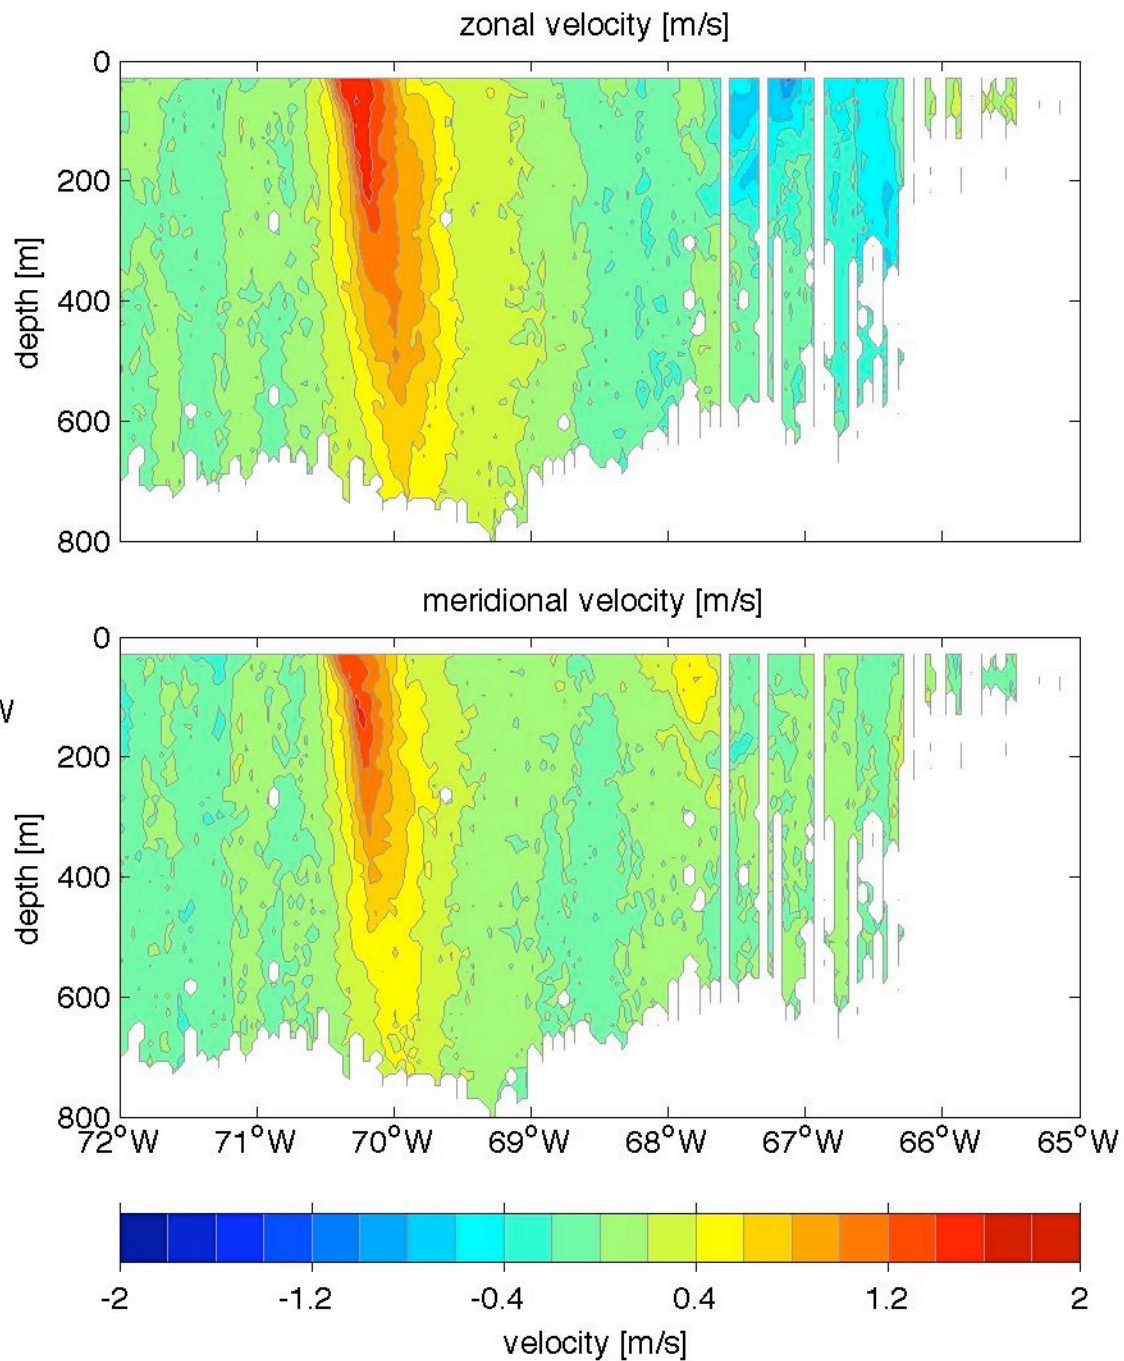 zonal velocity [m/s]
0
200
400
600
800
depth [m]
meridional velocity [m/s]
0
200
400
600
800
depth [m]
W
72°W 71°W 70°W 69°W 68°W 67°W 66°W 65°W
-2 -1.2 -0.4 0.4 1.2 2
velocity [m/s]